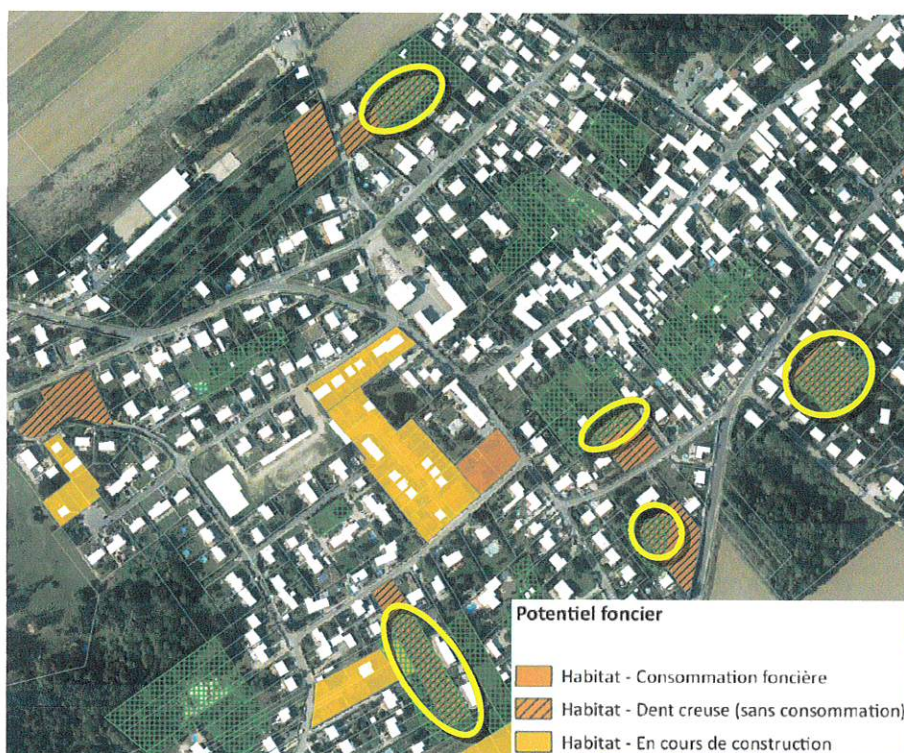 Potentiel foncier
Habitat - Consommation foncière
Habitat - Dent creuse (sans consommation)
Habitat - En cours de construction